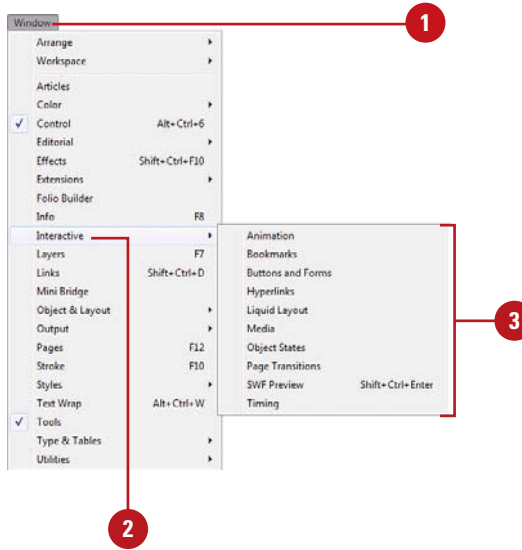 Window
1
Arrange
Workspace
Articles
Color
✓ Control Alt+Ctrl+6
Editorial
Effects Shift+Ctrl+F10
Extensions
Folio Builder
Info F8
Interactive
Layers F7
Links Shift+Ctrl+D
Mini Bridge
Object & Layout
Output
Pages F12
Stroke F10
Styles
Text Wrap Alt+Ctrl+W
✓ Tools
Type & Tables
Utilities
Animation
Bookmarks
Buttons and Forms
Hyperlinks
Liquid Layout
Media
Object States
Page Transitions
SWF Preview Shift+Ctrl+Enter
Timing
3
2